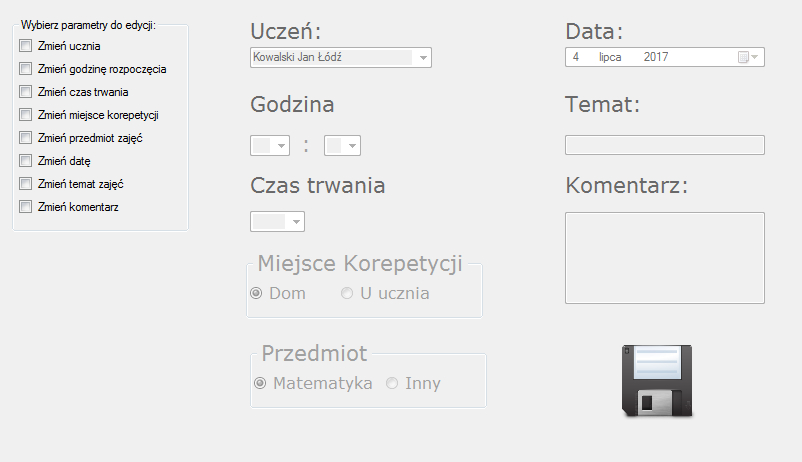 Wybierz parametry do edycji:
Zmień ucznia
Zmień godzinę rozpoczęcia
Zmień czas trwania
Zmień miejsce korepetycji
Zmień przedmiot zajęć
Zmień datę
Zmień temat zajęć
Zmień komentarz
Uczeń:
Kowalski Jan Łódź
Godzina
:
Czas trwania
Miejsce Korepetycji
Dom U ucznia
Przedmiot
Matematyka Inny
Data:
4 lipca 2017
Temat:
Komentarz: